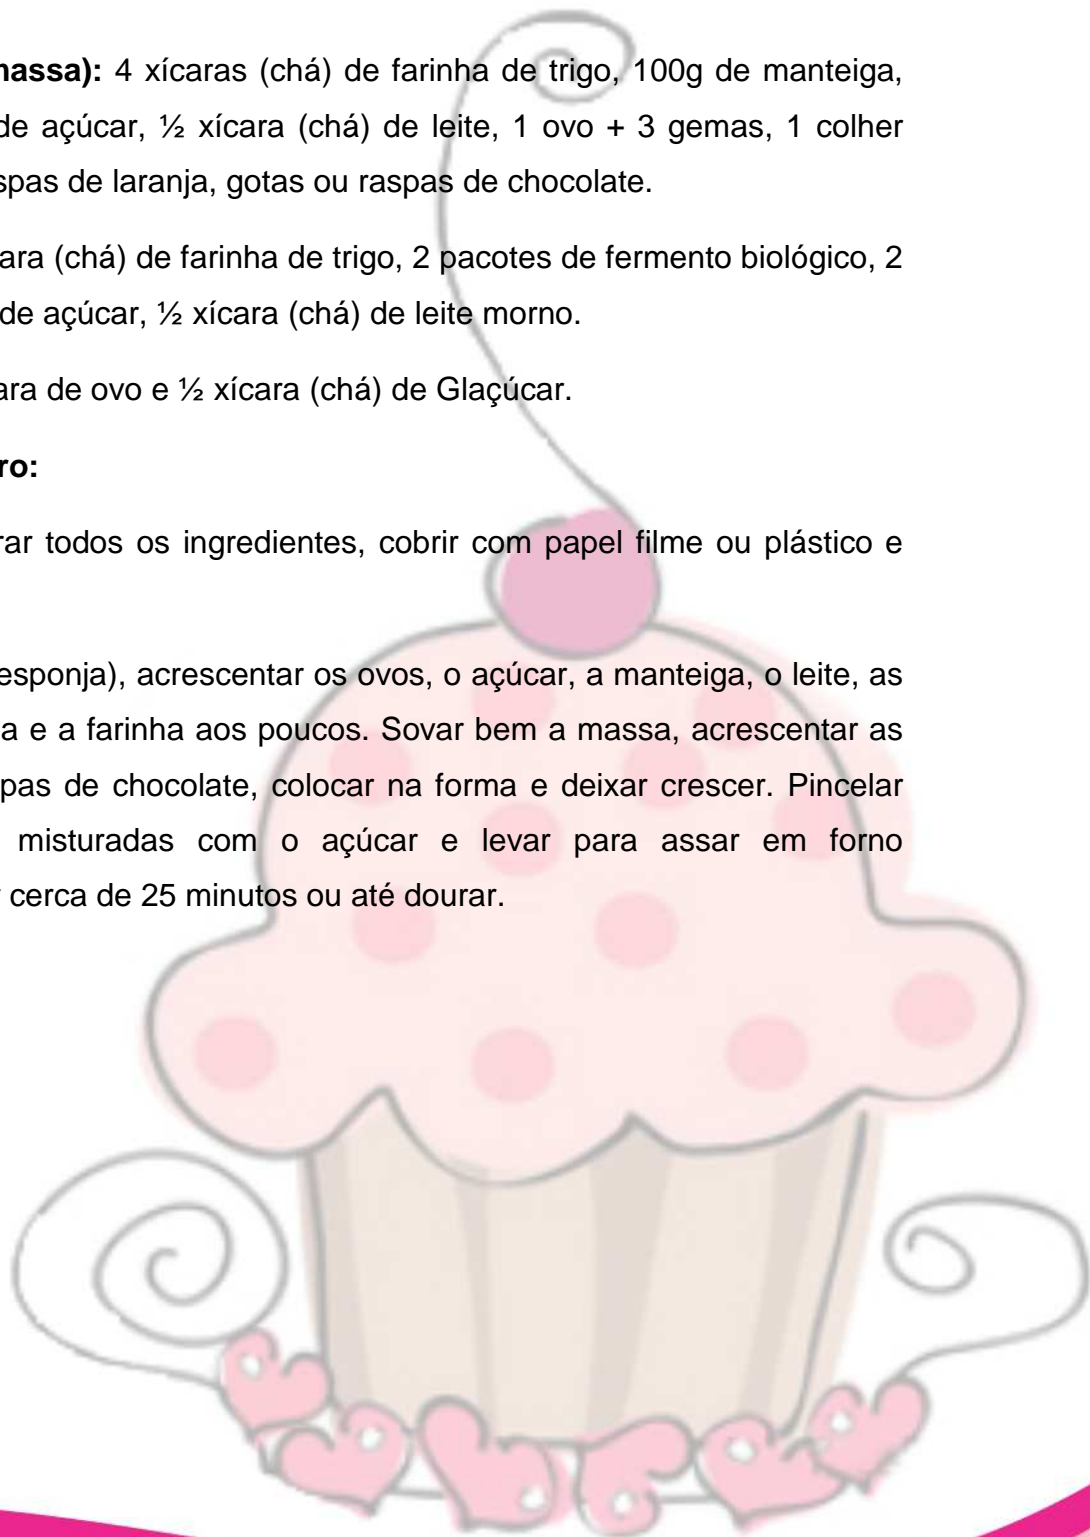 massa): 4 xícaras (chá) de farinha de trigo, 100g de manteiga,
de açúcar, ½ xícara (chá) de leite, 1 ovo + 3 gemas, 1 colher
spas de laranja, gotas ou raspas de chocolate.
ara (chá) de farinha de trigo, 2 pacotes de fermento biológico, 2
de açúcar, ½ xícara (chá) de leite morno.
ara de ovo e ½ xícara (chá) de Glaçúcar.
ro:
rar todos os ingredientes, cobrir com papel filme ou plástico e
esponja), acrescentar os ovos, o açúcar, a manteiga, o leite, as
a e a farinha aos poucos. Sovar bem a massa, acrescentar as
pas de chocolate, colocar na forma e deixar crescer. Pincelar
misturadas com o açúcar e levar para assar em forno
cerca de 25 minutos ou até dourar.